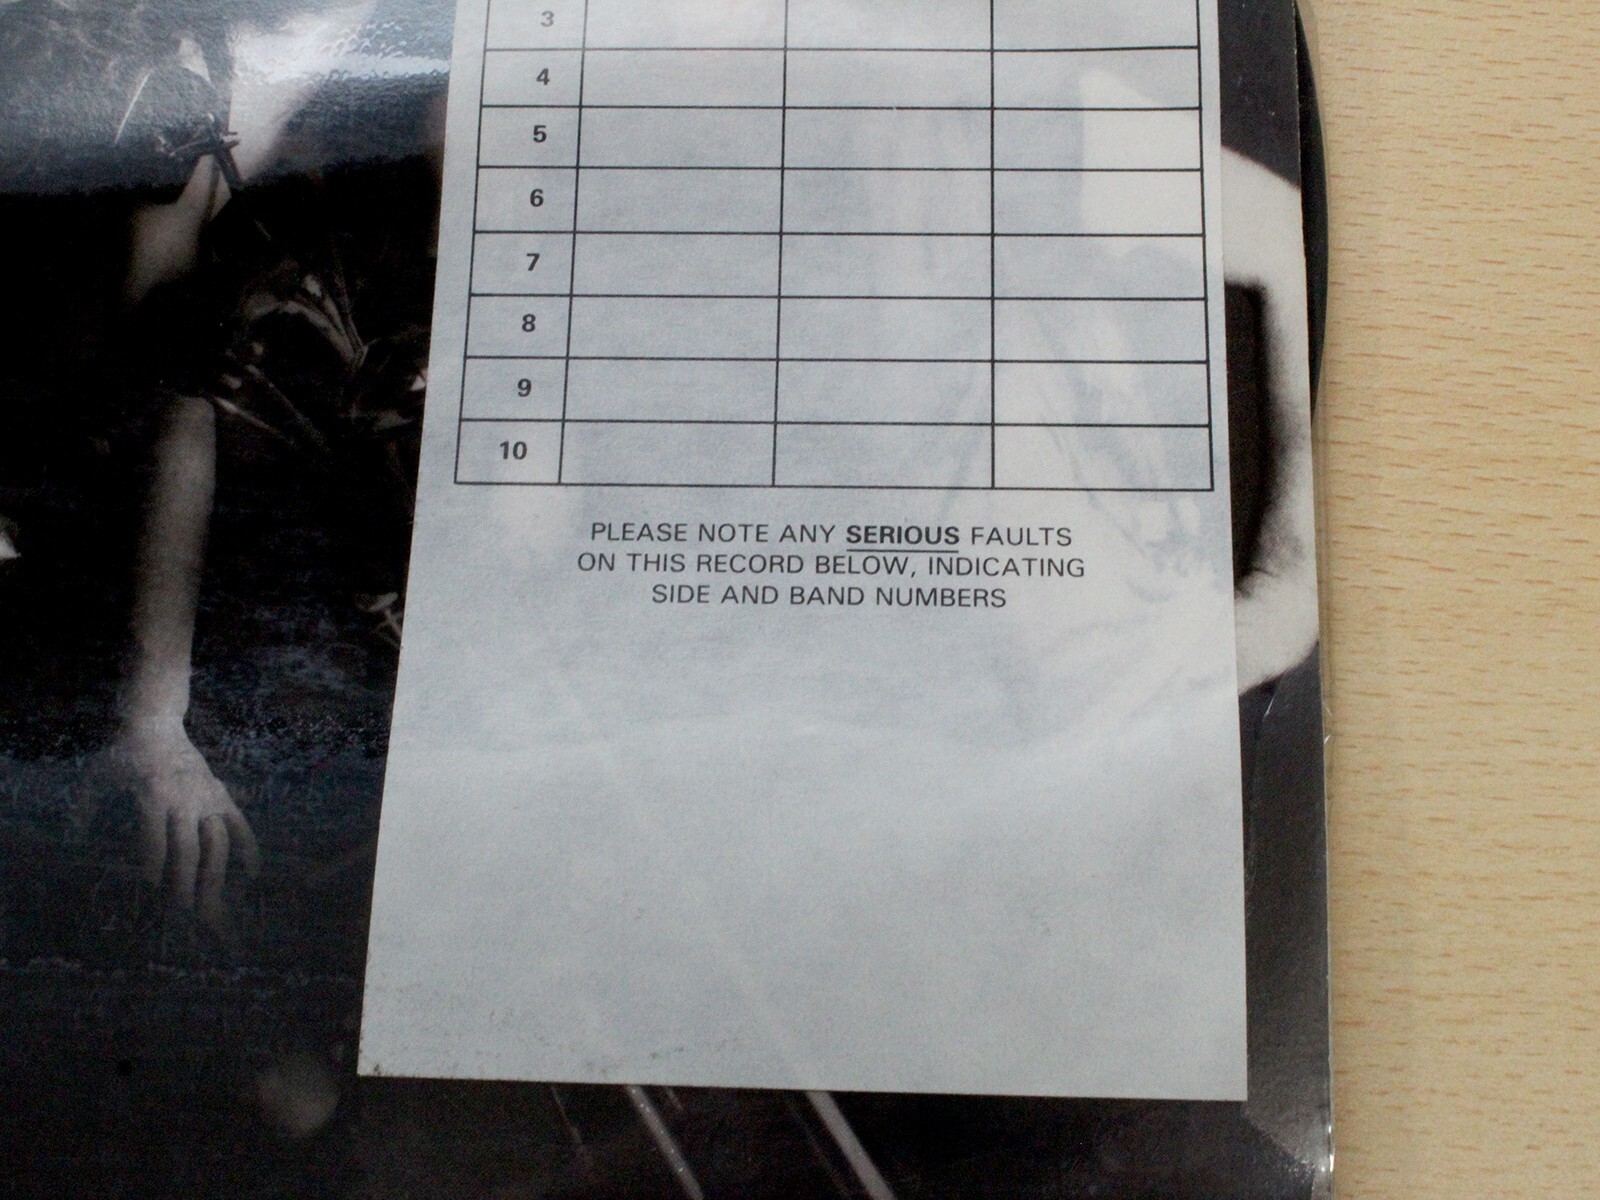 3
4
5
6
7
8
9
10
PLEASE NOTE ANY SERIOUS FAULTS
ON THIS RECORD BELOW, INDICATING
SIDE AND BAND NUMBERS